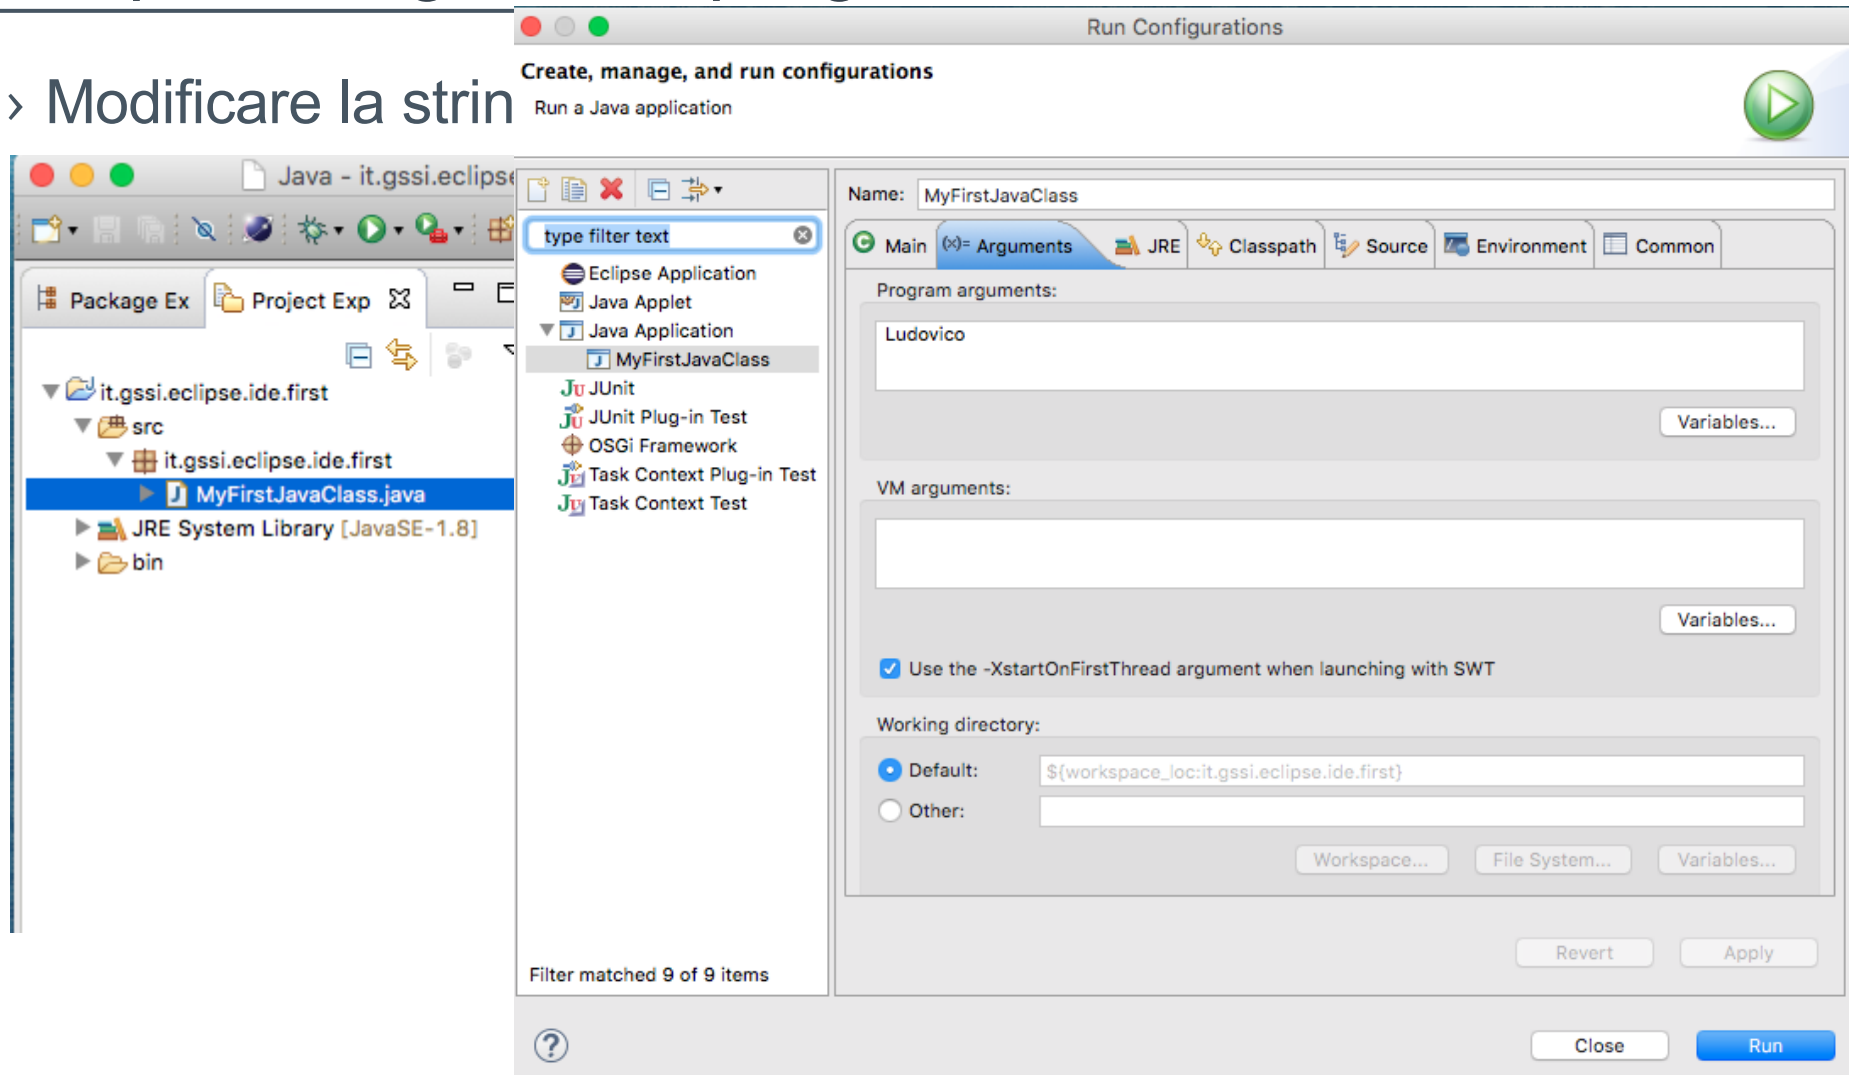 › Modificare la strin
Java - it.gssi.eclipse
Package Ex
Project Exp
it.gssi.eclipse.ide.first
src
it.gssi.eclipse.ide.first
MyFirstJavaClass.java
JRE System Library [JavaSE-1.8]
bin
Run Configurations
Create, manage, and run configurations
Run a Java application
type filter text
Eclipse Application
Java Applet
Java Application
MyFirstJavaClass
JUnit
JUnit Plug-in Test
OSGi Framework
Task Context Plug-in Test
Task Context Test
Filter matched 9 of 9 items
Name: MyFirstJavaClass
Main (x)= Arguments JRE Classpath Source Environment Common
Program arguments:
Ludovico
Variables...
VM arguments:
Variables...
Use the -XstartOnFirstThread argument when launching with SWT
Working directory:
Default: ${workspace_loc:it.gssi.eclipse.ide.first}
Other:
Workspace... File System... Variables...
Revert Apply
? Close Run